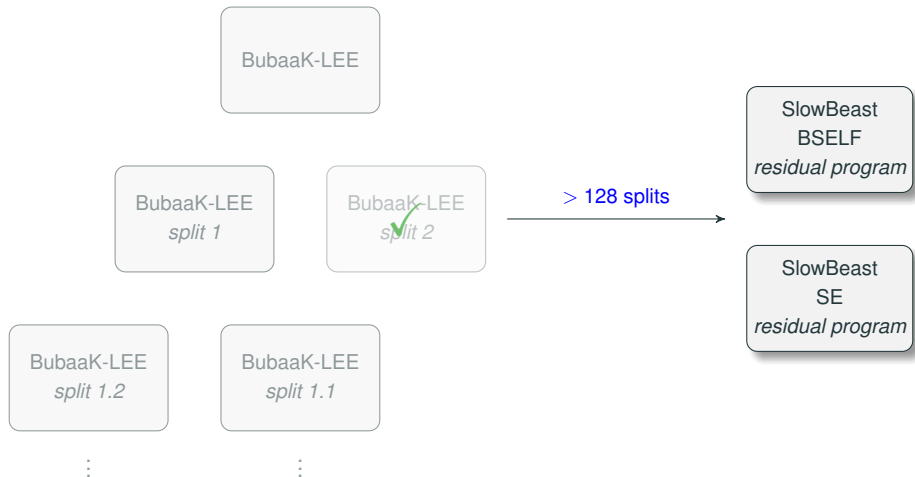 BubaaK-LEE
BubaaK-LEE
split 1
BubaaK-LEE
split 2
> 128 splits
SlowBeast
BSELF
residual program
SlowBeast
SE
residual program
BubaaK-LEE
split 1.2
BubaaK-LEE
split 1.1